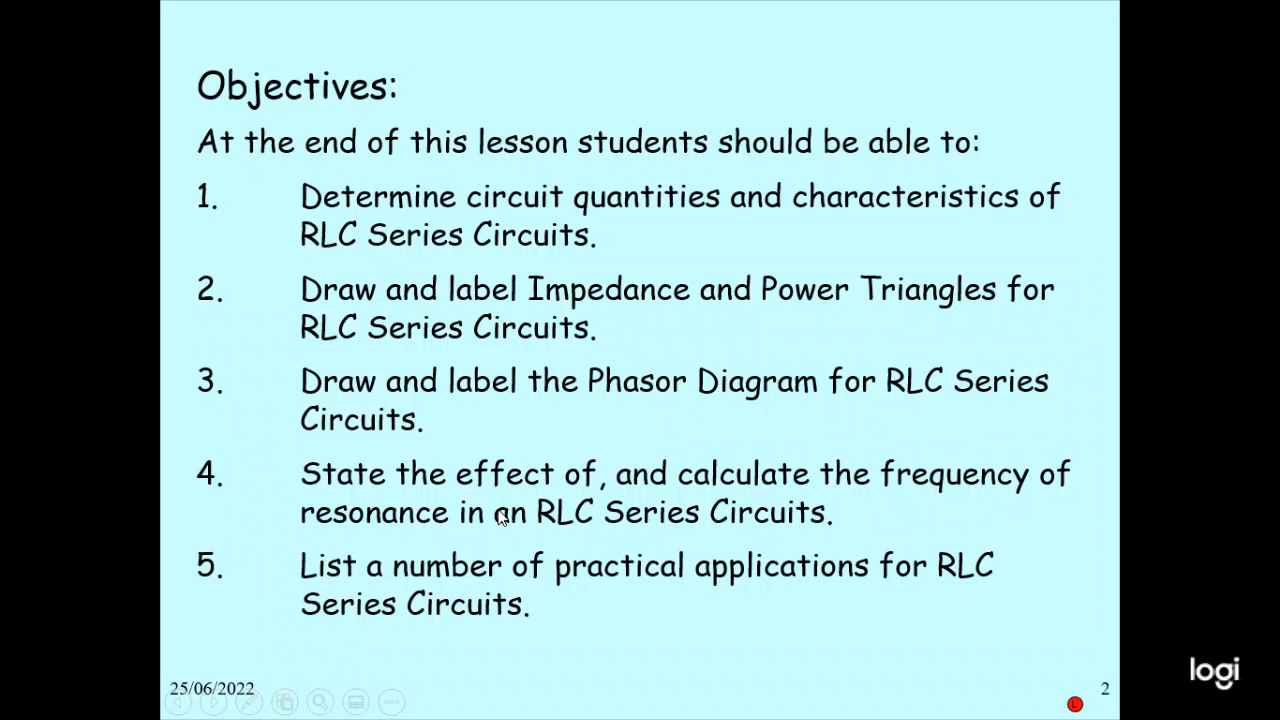 Objectives:
At the end of this lesson students should be able to:
1. Determine circuit quantities and characteristics of
RLC Series Circuits.
2. Draw and label Impedance and Power Triangles for
RLC Series Circuits.
3. Draw and label the Phasor Diagram for RLC Series
Circuits.
4. State the effect of, and calculate the frequency of
resonance in an RLC Series Circuits.
5. List a number of practical applications for RLC
Series Circuits.
25/06/2022
2
L
logi